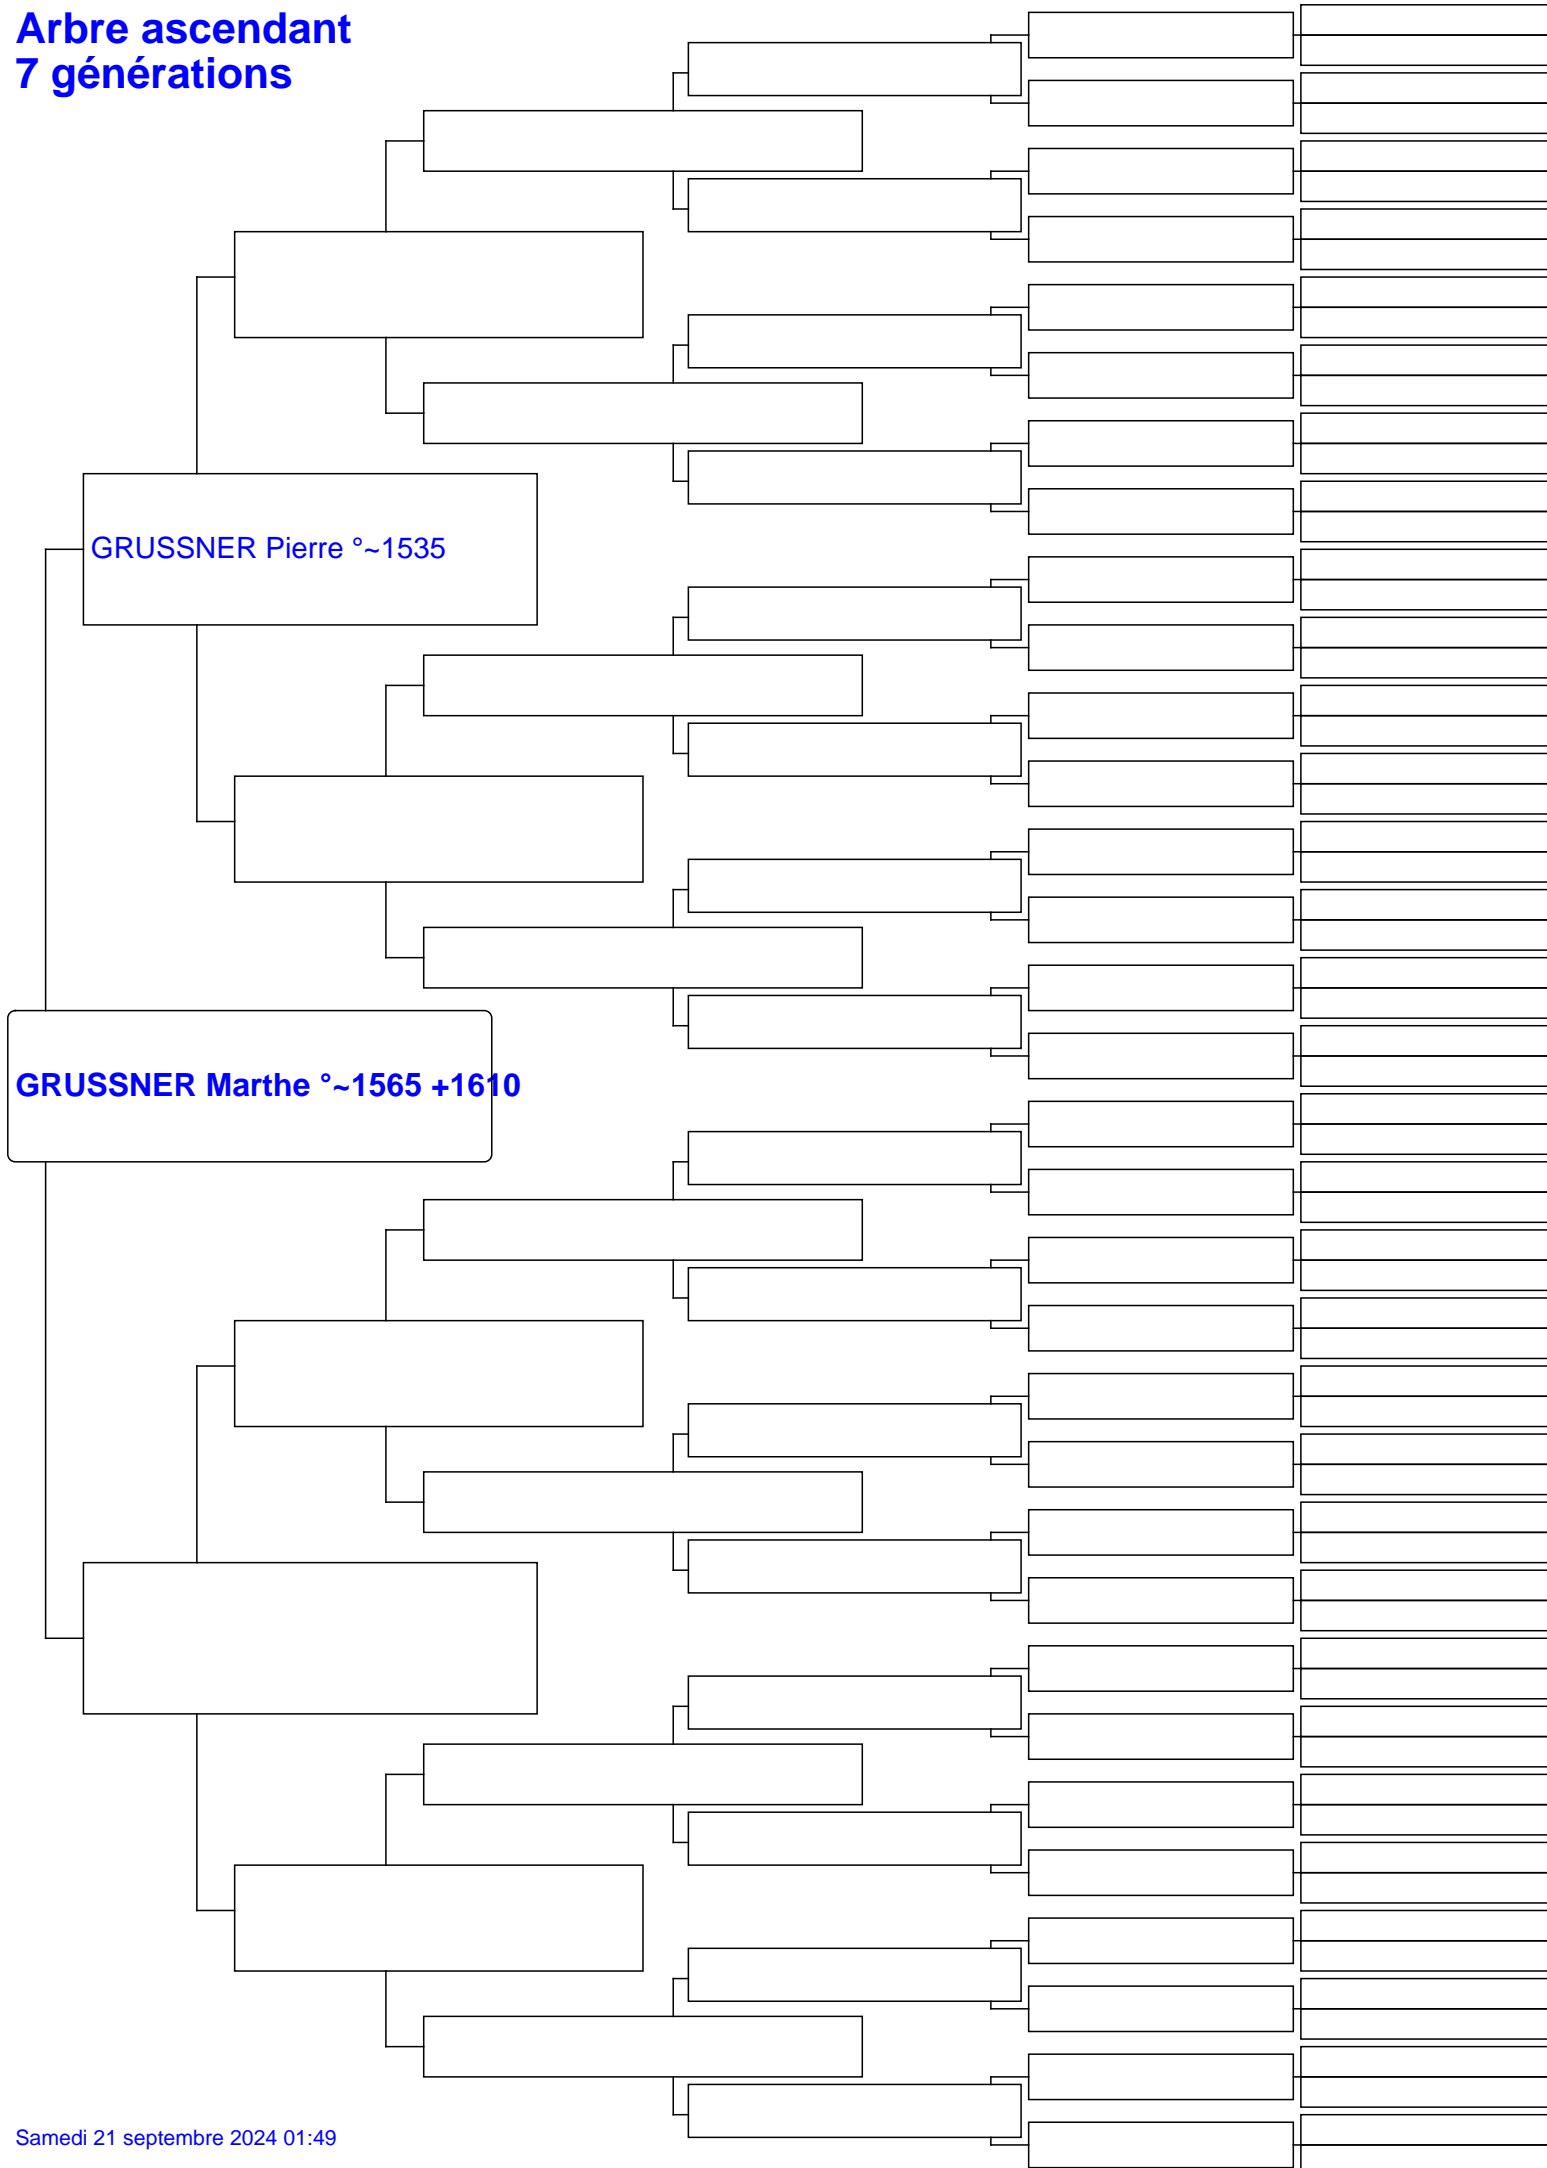 Arbre ascendant
7 générations
GRUSSNER Pierre °~1535
GRUSSNER Marthe °~1565 +1610
Samedi 21 septembre 2024 01:49